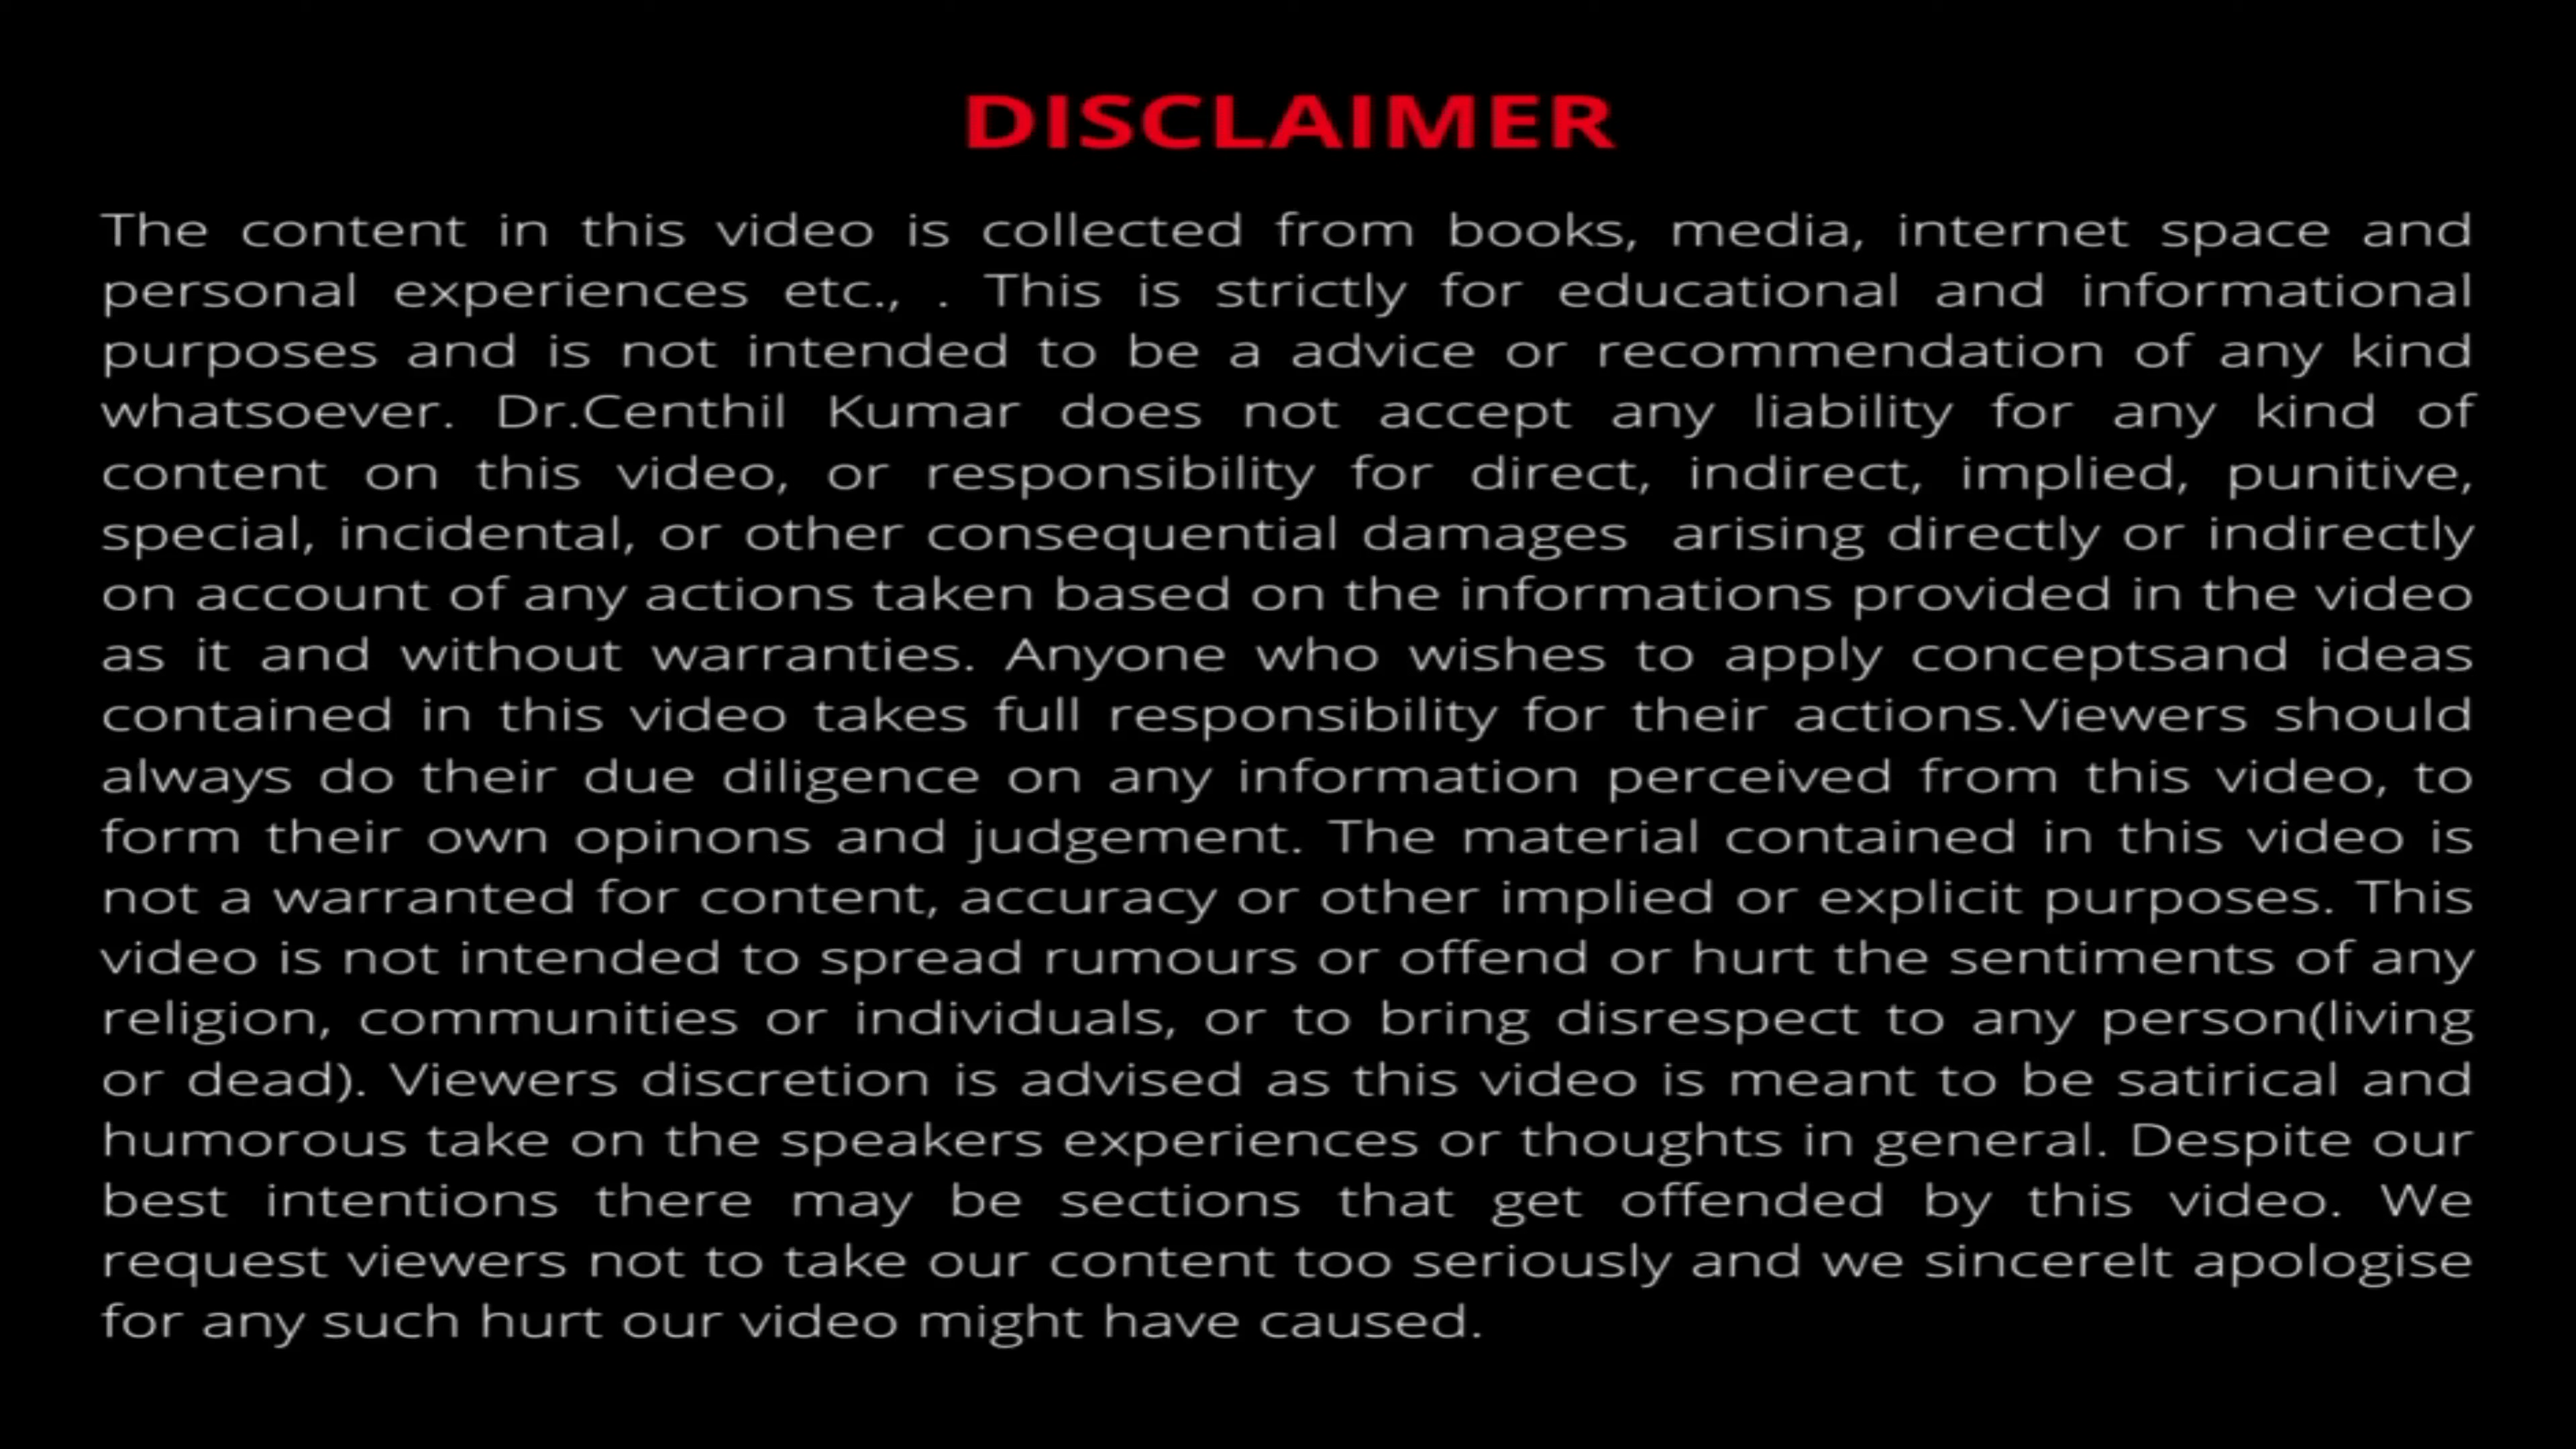 DISCLAIMER
The content in this video is collected from books, media, internet space and
personal experiences etc., . This is strictly for educational and informational
purposes and is not intended to be a advice or recommendation of any kind
whatsoever. Dr.Centhil Kumar does not accept any liability for any kind of
content on this video, or responsibility for direct, indirect, implied, punitive,
special, incidental, or other consequential damages arising directly or indirectly
on account of any actions taken based on the informations provided in the video
as it and without warranties. Anyone who wishes to apply conceptsand ideas
contained in this video takes full responsibility for their actions.Viewers should
always do their due diligence on any information perceived from this video, to
form their own opinons and judgement. The material contained in this video is
not a warranted for content, accuracy or other implied or explicit purposes. This
video is not intended to spread rumours or offend or hurt the sentiments of any
religion, communities or individuals, or to bring disrespect to any person(living
or dead). Viewers discretion is advised as this video is meant to be satirical and
humorous take on the speakers experiences or thoughts in general. Despite our
best intentions there may be sections that get offended by this video. We
request viewers not to take our content too seriously and we sincerelt apologise
for any such hurt our video might have caused.